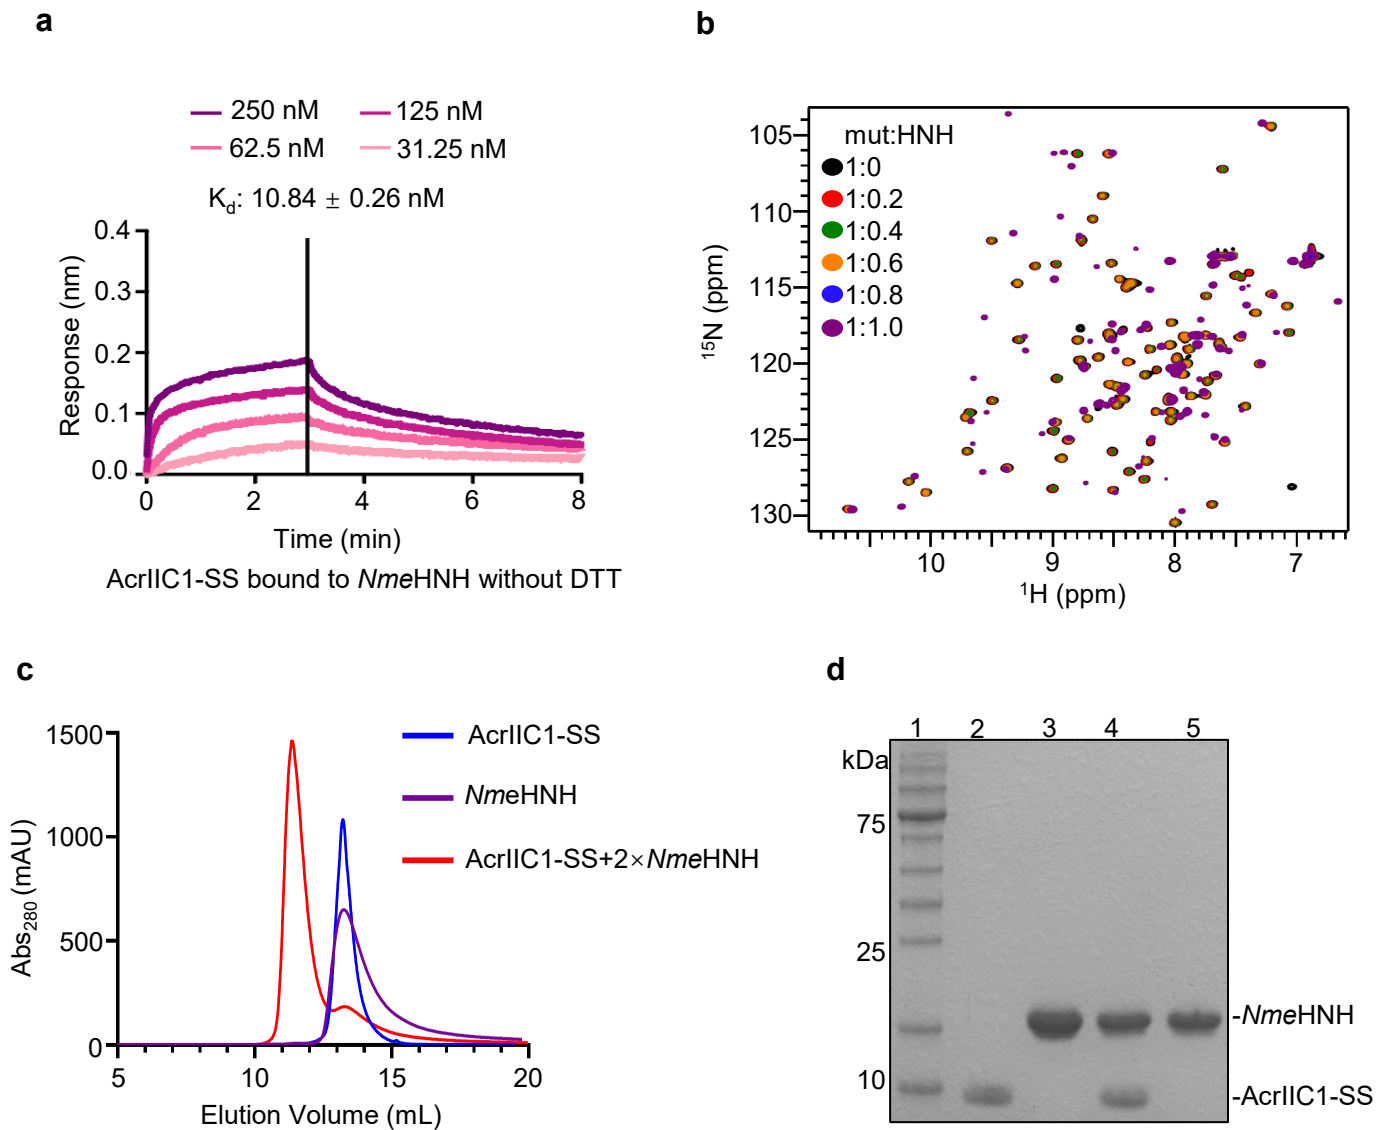 a
250 nM
125 nM
62.5 nM
31.25 nM
Kd: 10.84 ± 0.26 nM
0.4
0.3
0.2
0.1
0.0
Response (nm)
0 2 4 6 8
Time (min)
AcrIIC1-SS bound to NmeHNH without DTT
b
mut:HNH
1:0
1:0.2
1:0.4
1:0.6
1:0.8
1:1.0
105
110
115
120
125
130
15N (ppm)
10 9 8 7
1H (ppm)
c
1500
1000
500
0
Abs280 (mAU)
AcrIIC1-SS
NmeHNH
AcrIIC1-SS+2×NmeHNH
5 10 15 20
Elution Volume (mL)
d
1 2 3 4 5
kDa
75
25
10
-NmeHNH
-AcrIIC1-SS